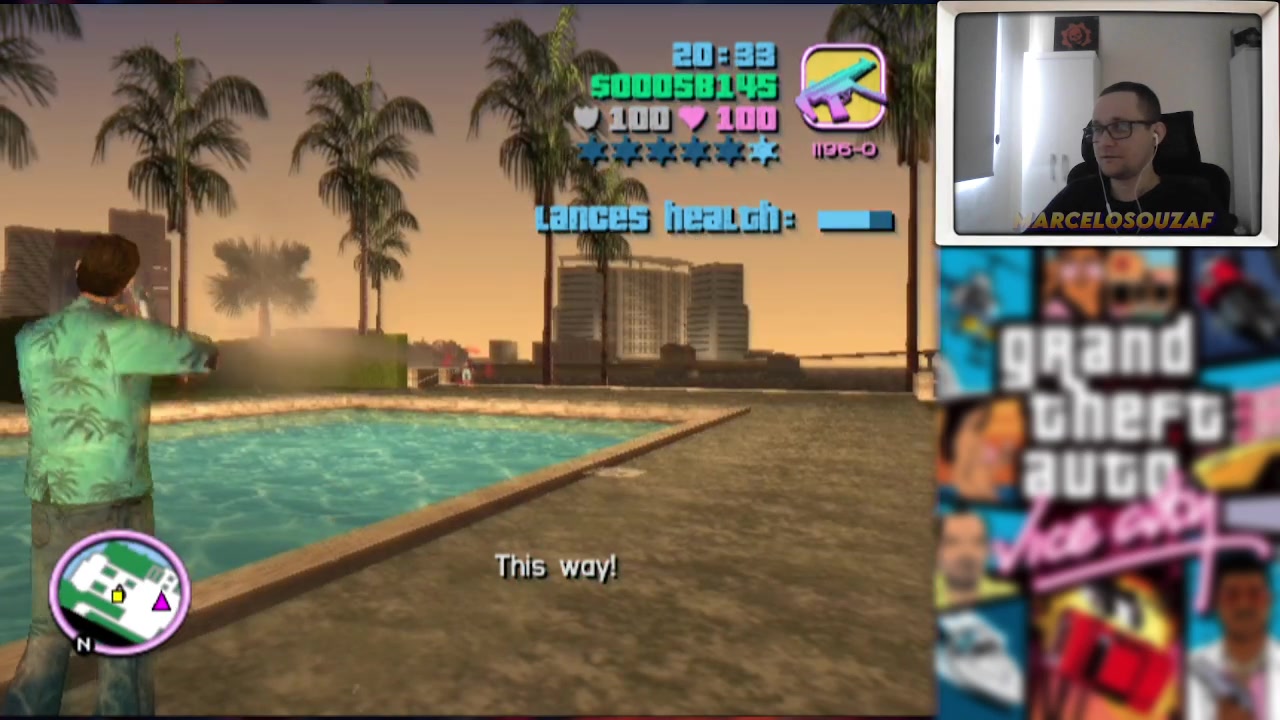 20:33
$00058145
100 100
1196-0
LANCES HEALTH:
This way!
N
MARCELOSOUZAF
grand
theft
auto
Vice City